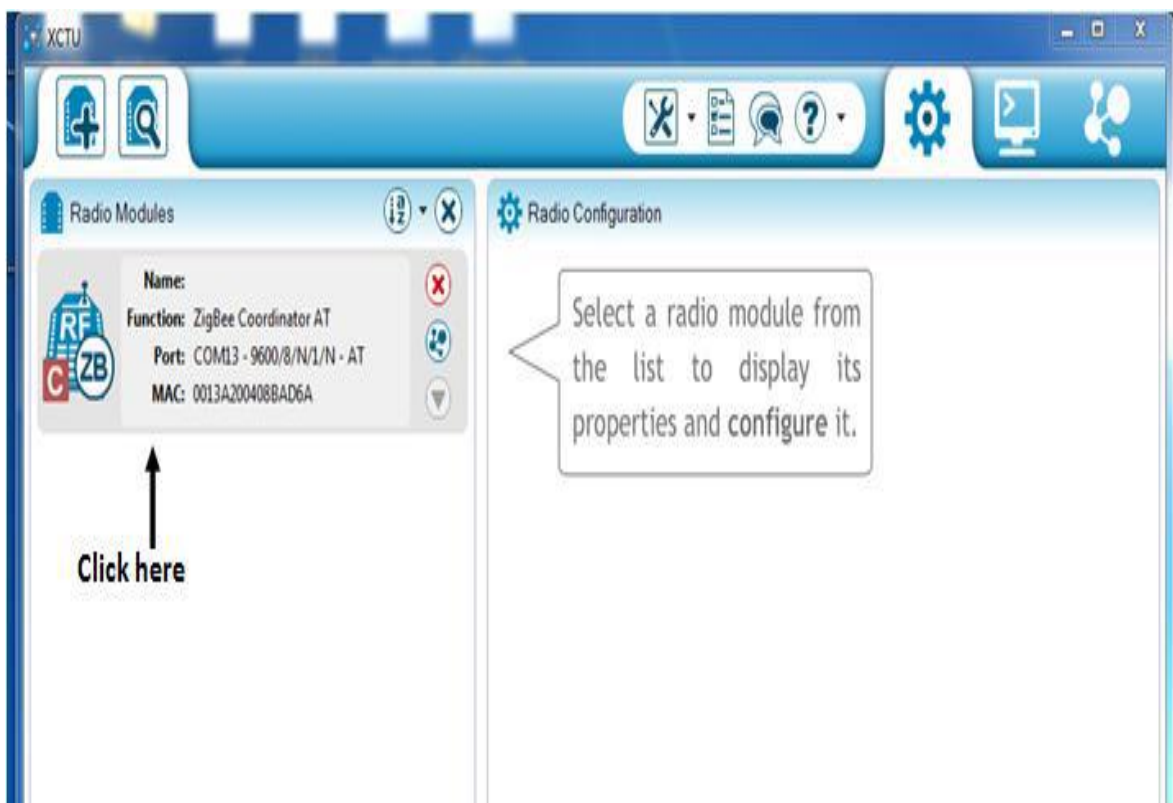 XCTU
Radio Modules
Radio Configuration
Name:
Function: ZigBee Coordinator AT
Port: COM13 - 9600/8/N/1/N - AT
MAC: 0013A200408BAD6A
RF
C
ZB
Select a radio module from
the list to display its
properties and configure it.
Click here